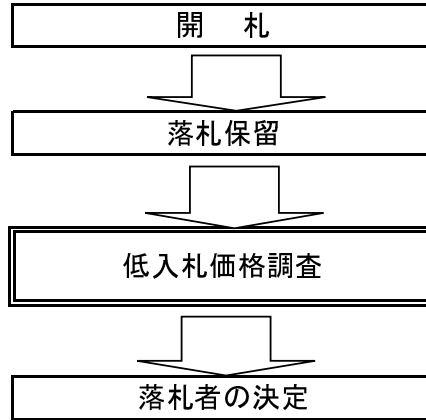 開　札
落札保留
低入札価格調査
落札者の決定